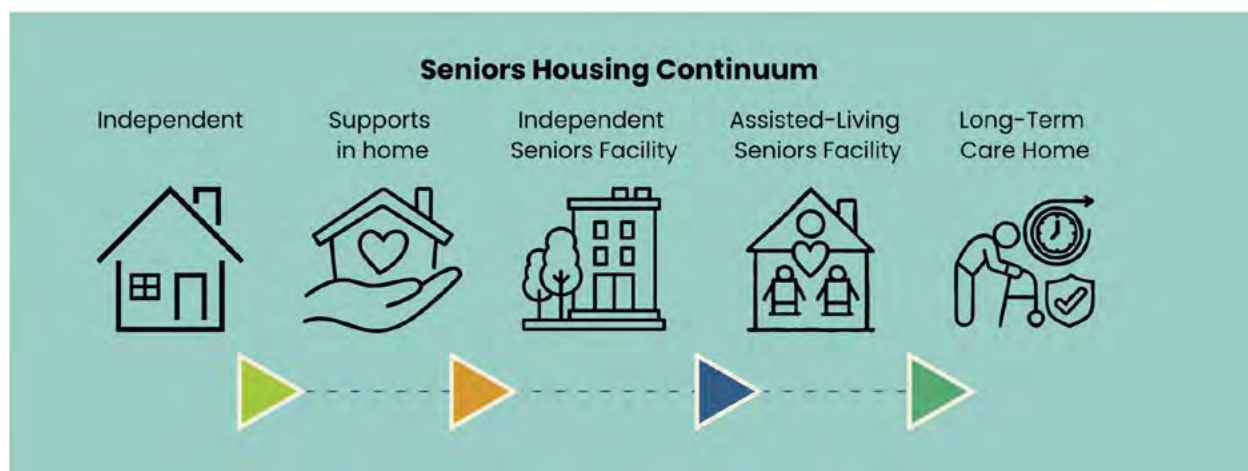 Seniors Housing Continuum
Independent
Supports
in home
Independent
Seniors Facility
Assisted-Living
Seniors Facility
Long-Term
Care Home